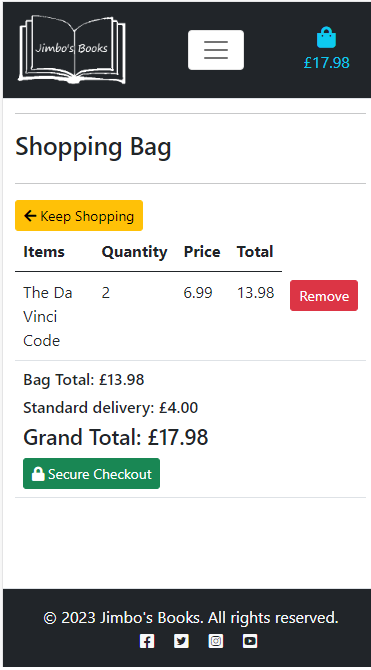 Jimbo's Books
£17.98
Shopping Bag
Keep Shopping
Items Quantity Price Total
The Da 2 6.99 13.98 Remove
Vinci
Code
Bag Total: £13.98
Standard delivery: £4.00
Grand Total: £17.98
Secure Checkout
© 2023 Jimbo's Books. All rights reserved.